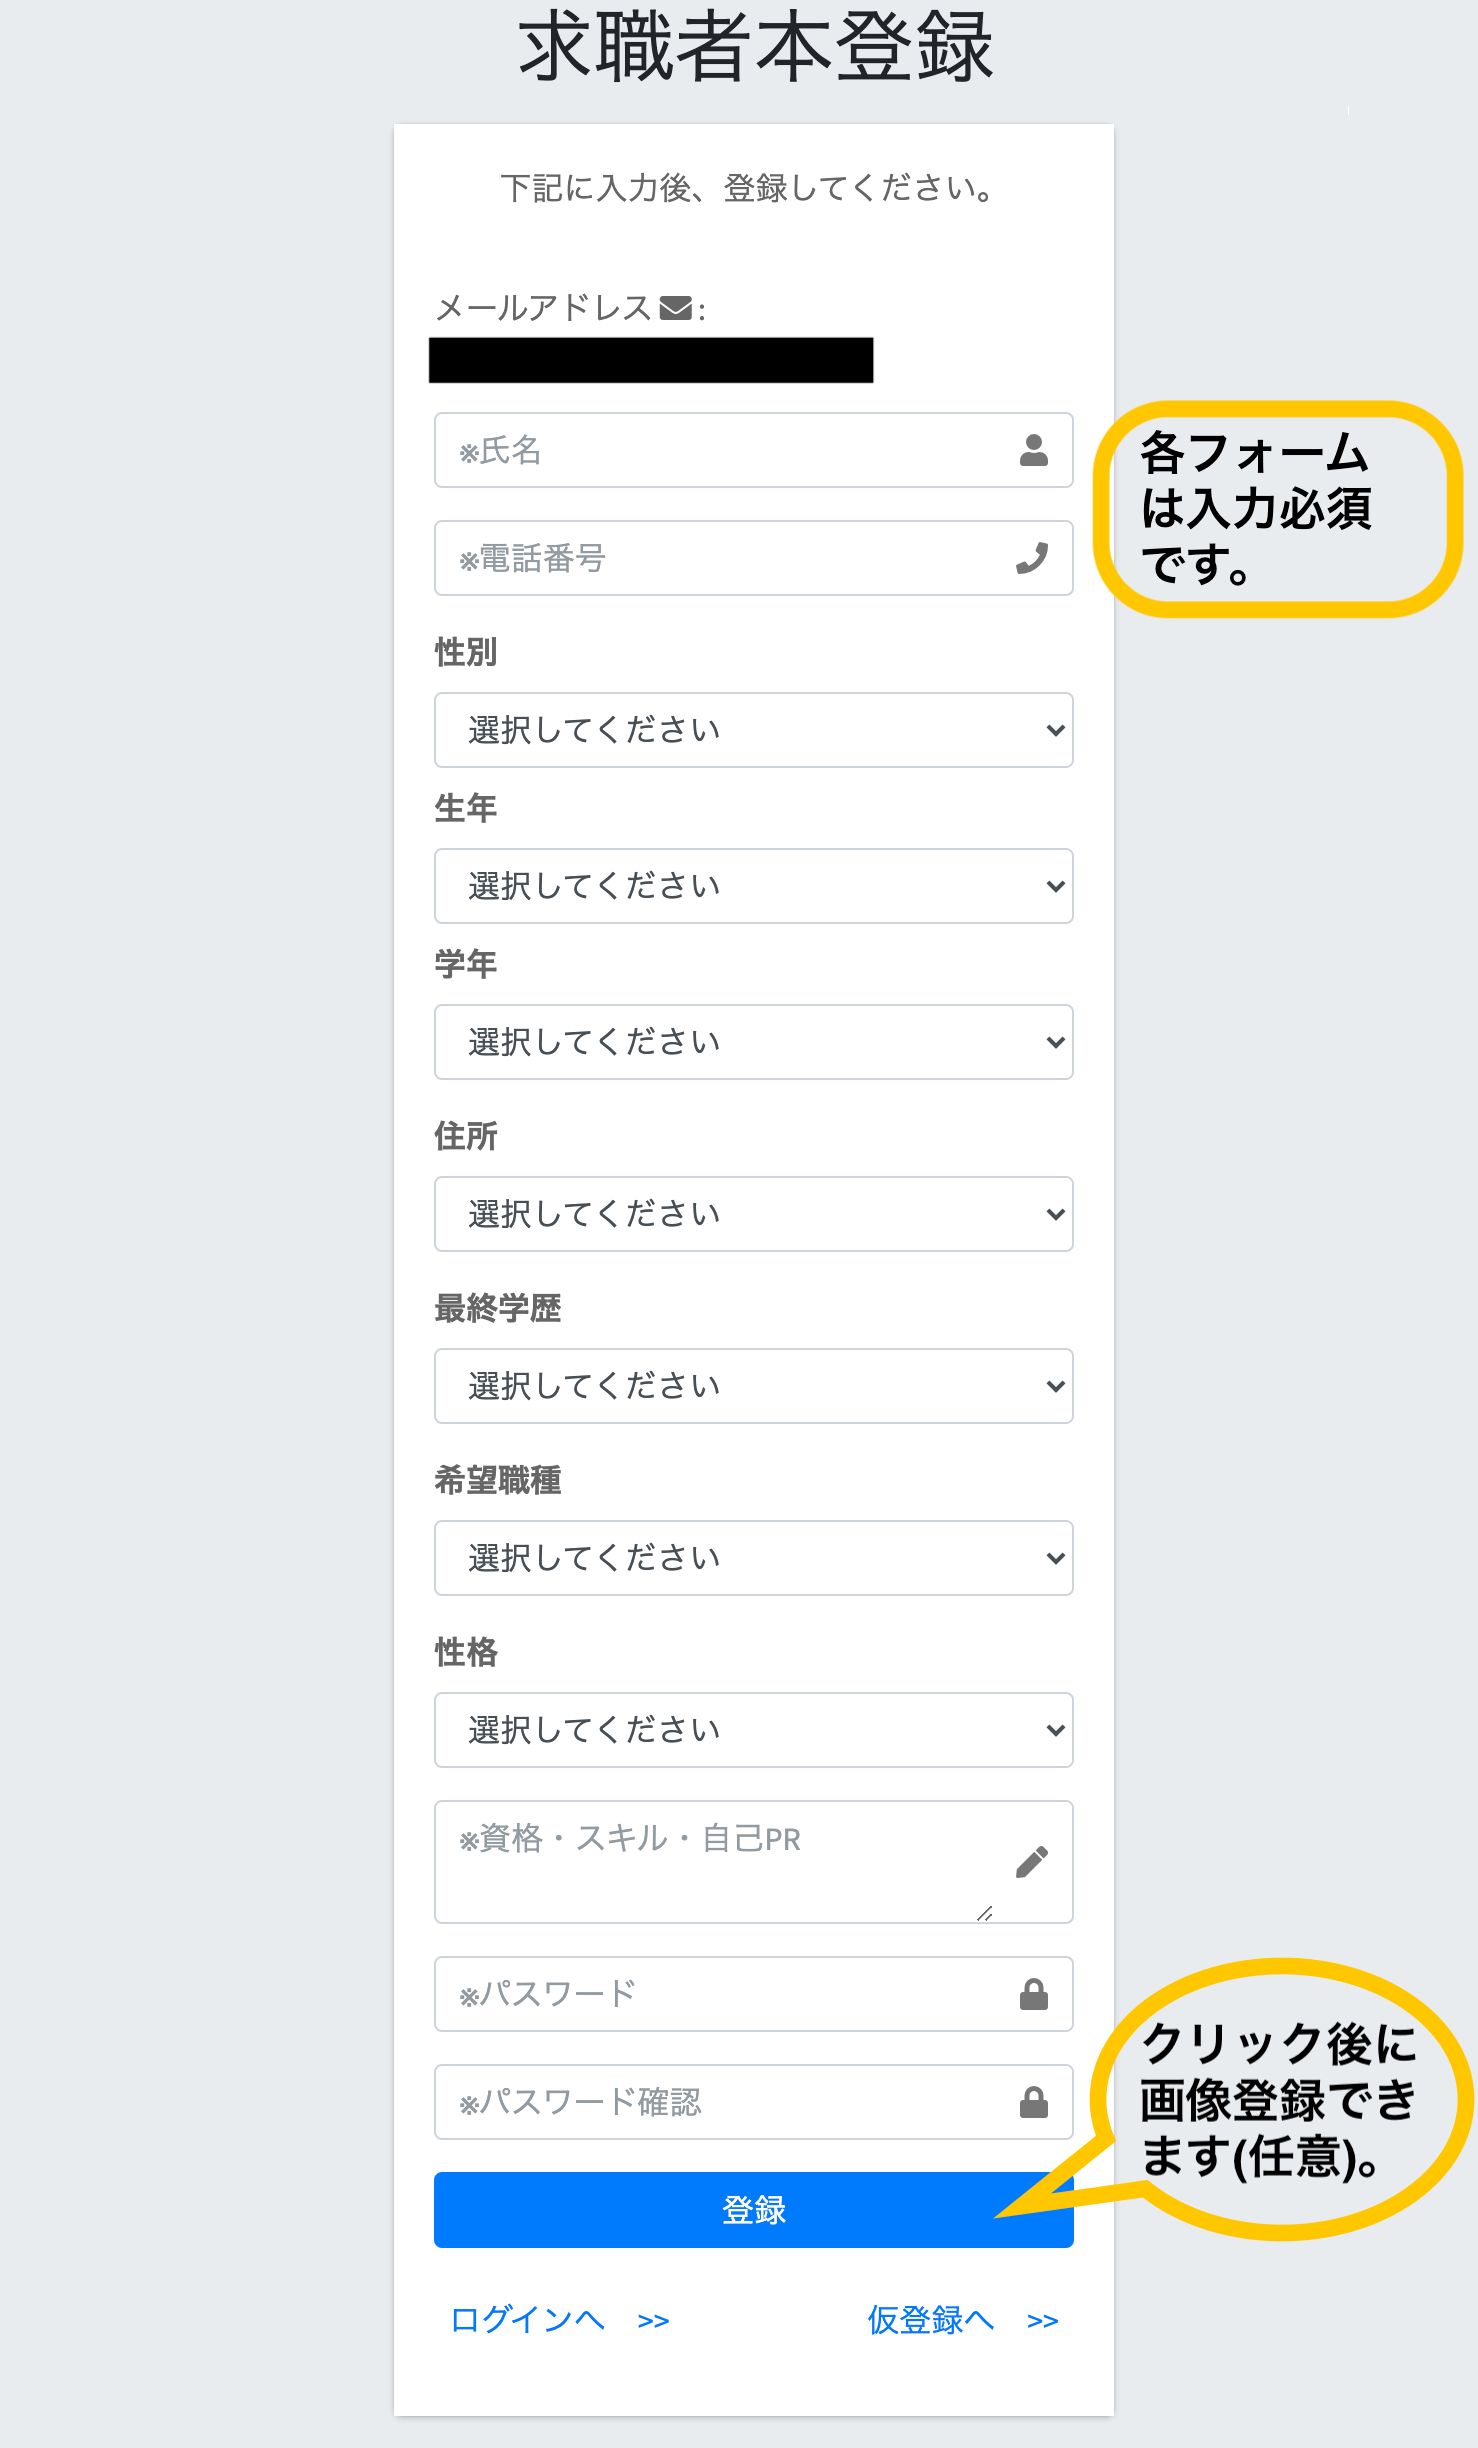 求職者本登録
下記に入力後、登録してください。
メールアドレス :
※氏名
各フォーム
は入力必須
です。
※電話番号
性別
選択してください
生年
選択してください
学年
選択してください
住所
選択してください
最終学歴
選択してください
希望職種
選択してください
性格
選択してください
※資格・スキル・自己PR
※パスワード
※パスワード確認
クリック後に
画像登録でき
ます(任意)。
登録
ログインへ >>
仮登録へ >>